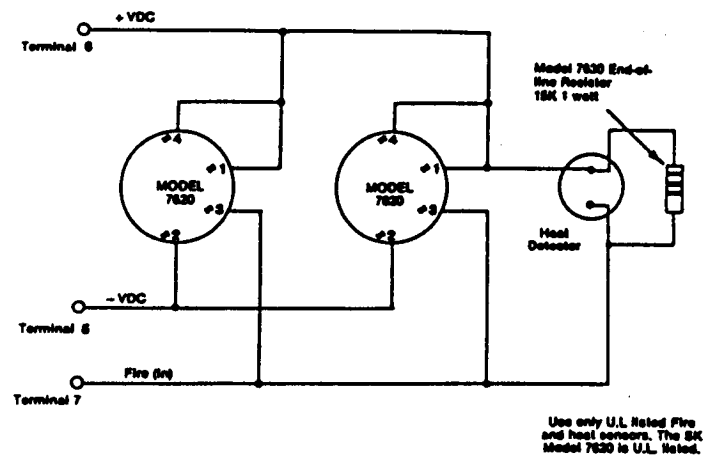 + VDC
Terminal 6
Model 7630 End-of-
line Resistor
15K 1 watt
#4
#1
MODEL
7630
#3
#2
#4
#1
MODEL
7630
#3
#2
Heat
Detector
– VDC
Terminal 5
Fire (in)
Terminal 7
Use only U.L listed Fire
and heat sensors. The SK
Model 7630 is U.L. listed.